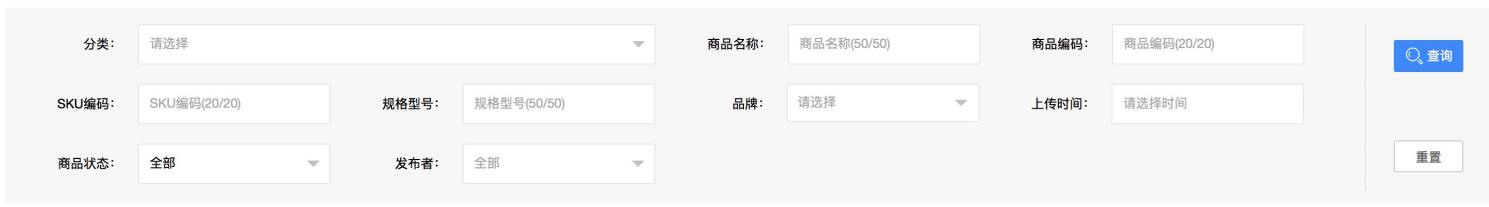 分类: 请选择 商品名称: 商品名称(50/50) 商品编码: 商品编码(20/20) 查询
SKU编码: SKU编码(20/20) 规格型号: 规格型号(50/50) 品牌: 请选择 上传时间: 请选择时间
商品状态: 全部 发布者: 全部 重置